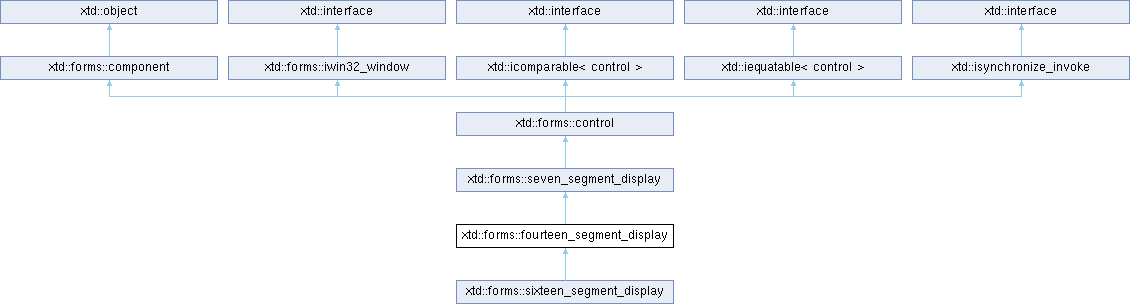 xtd::object
xtd::interface
xtd::interface
xtd::interface
xtd::interface
xtd::forms::component
xtd::forms::iwin32_window
xtd::icomparable< control >
xtd::iequatable< control >
xtd::isynchronize_invoke
xtd::forms::control
xtd::forms::seven_segment_display
xtd::forms::fourteen_segment_display
xtd::forms::sixteen_segment_display